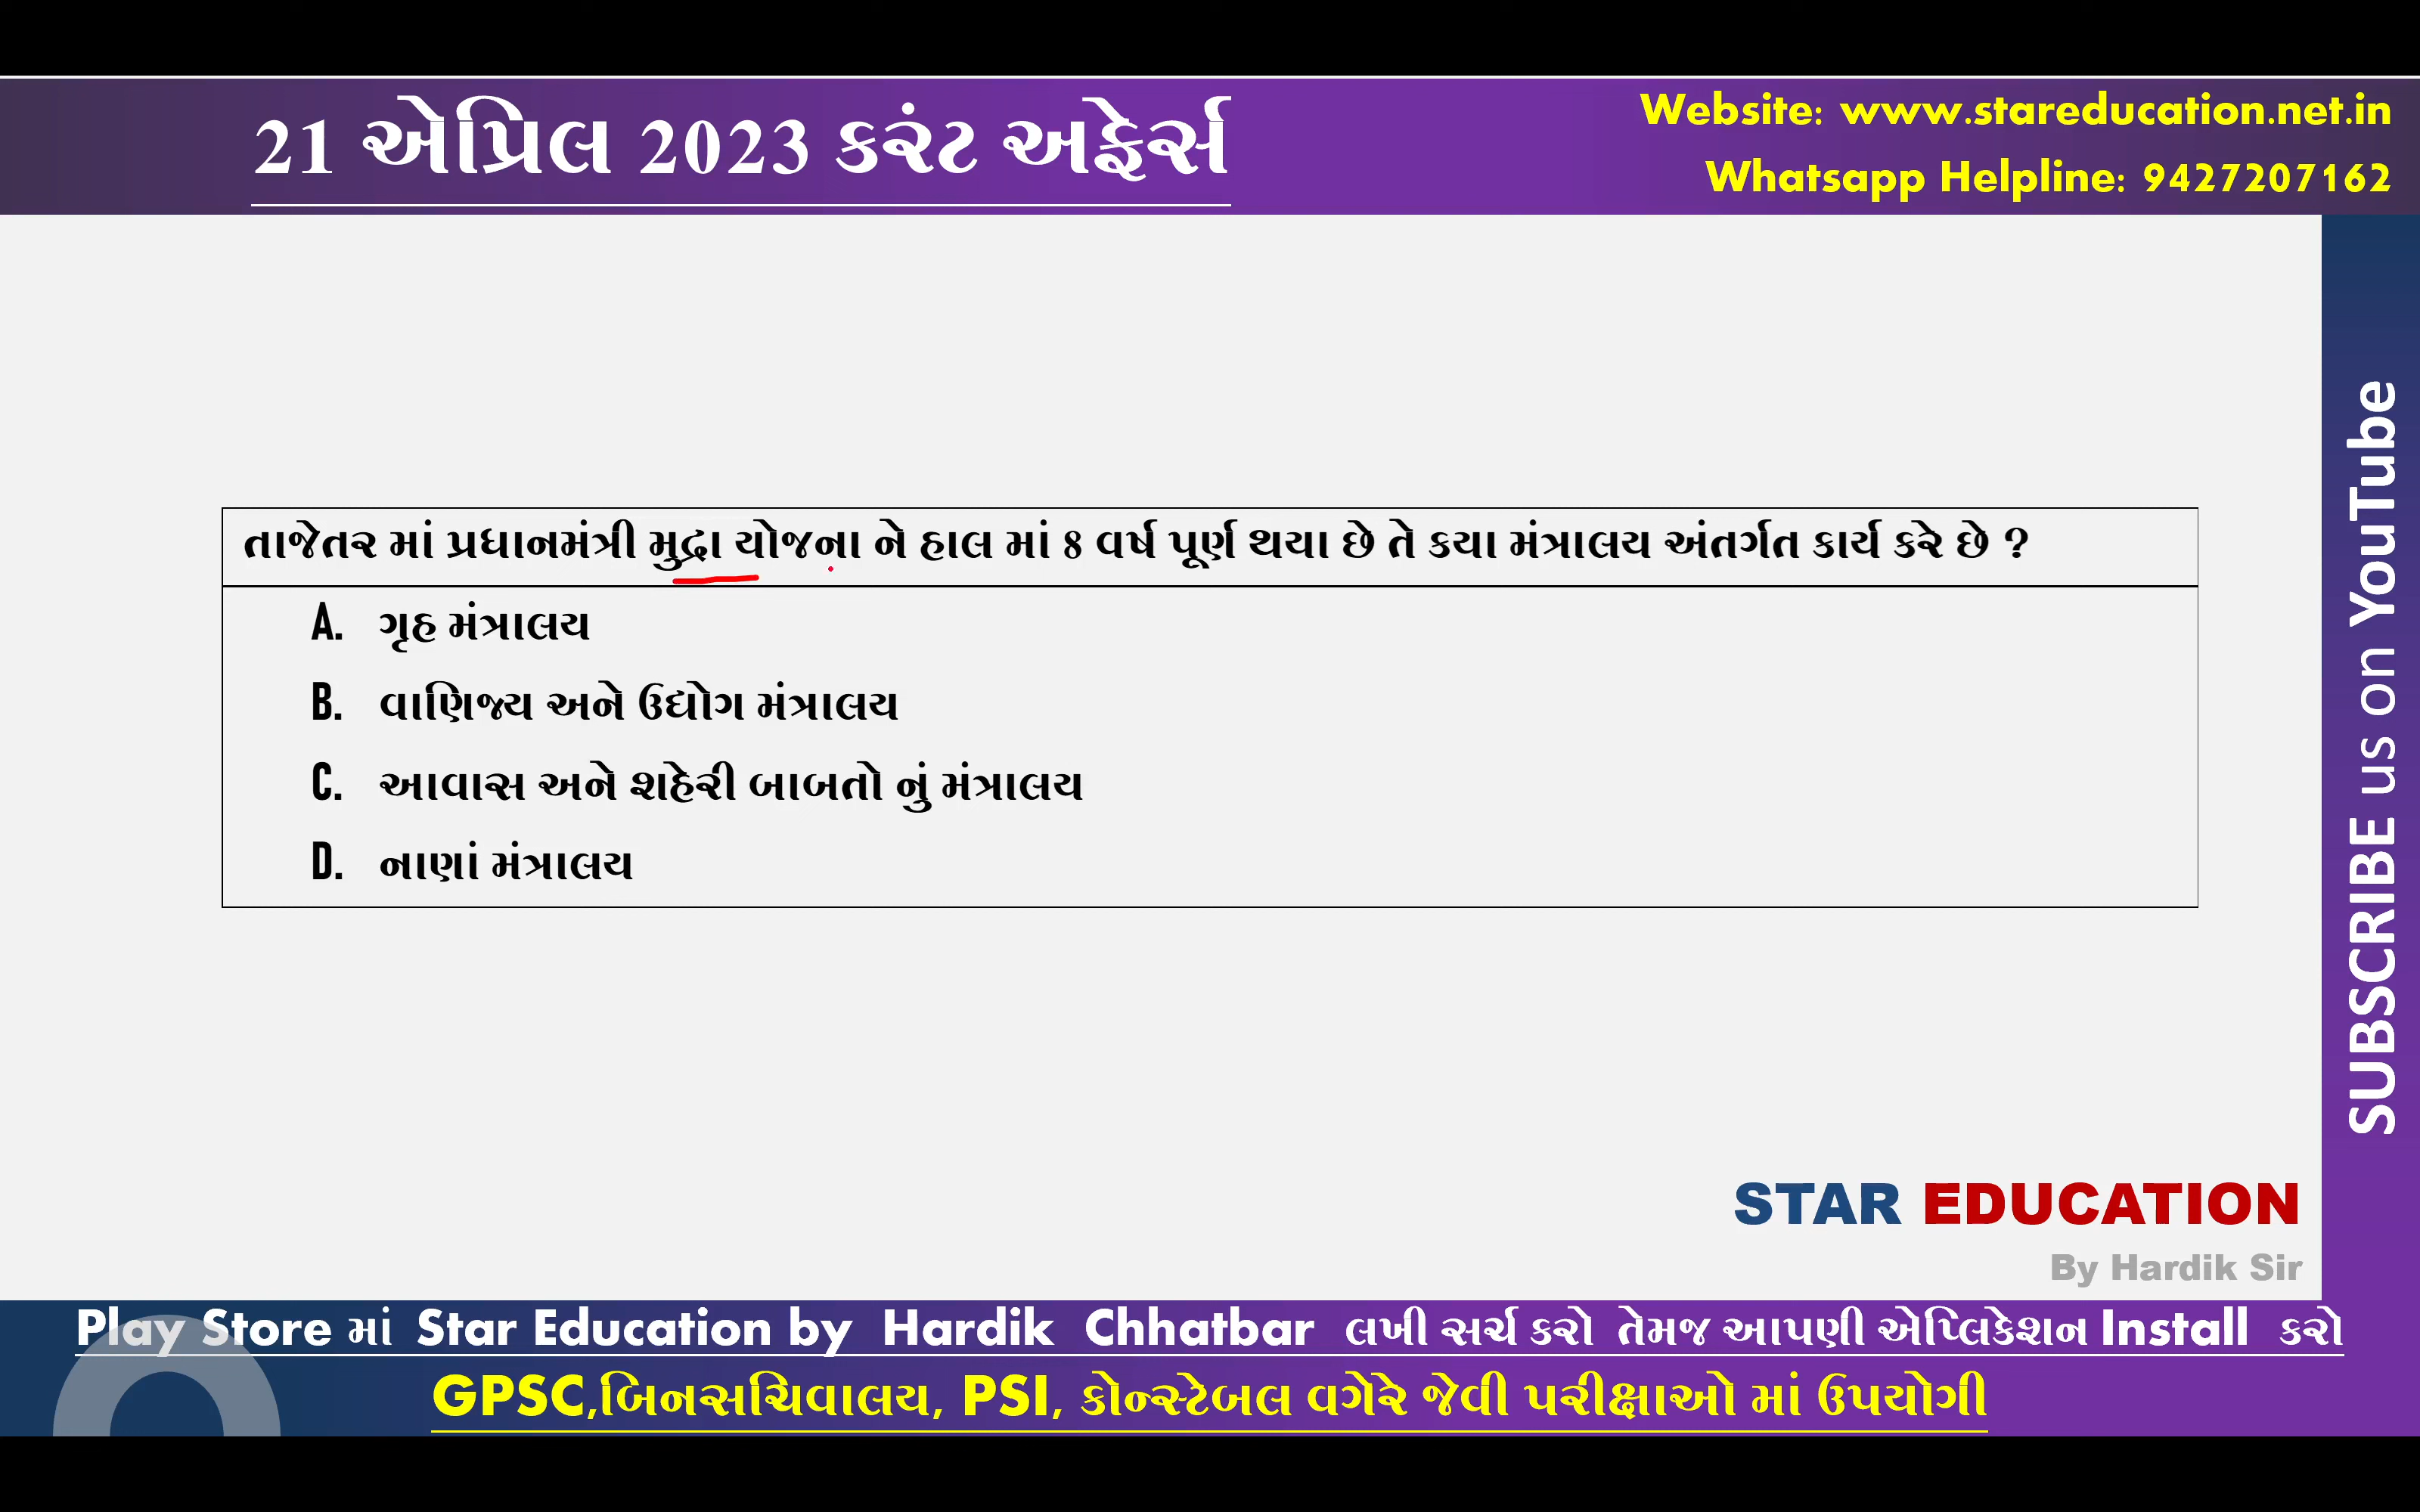 21 એપ્રિલ 2023 કરંટ અફેર્સ
Website: www.stareducation.net.in
Whatsapp Helpline: 9427207162
તાજેતર માં પ્રધાનમંત્રી મુદ્રા યોજના ને હાલ માં 8 વર્ષ પૂર્ણ થયા છે તે કયા મંત્રાલય અંતર્ગત કાર્ય કરે છે ?
A. ગૃહ મંત્રાલય
B. વાણિજ્ય અને ઉદ્યોગ મંત્રાલય
C. આવાસ અને શહેરી બાબતો નું મંત્રાલય
D. નાણાં મંત્રાલય
SUBSCRIBE us on YouTube
STAR EDUCATION
By Hardik Sir
Play Store માં Star Education by Hardik Chhatbar લખી સર્ચ કરો તેમજ આપણી એપ્લિકેશન Install કરો
GPSC,બિનસચિવાલય, PSI, કોન્સ્ટેબલ વગેરે જેવી પરીક્ષાઓ માં ઉપયોગી